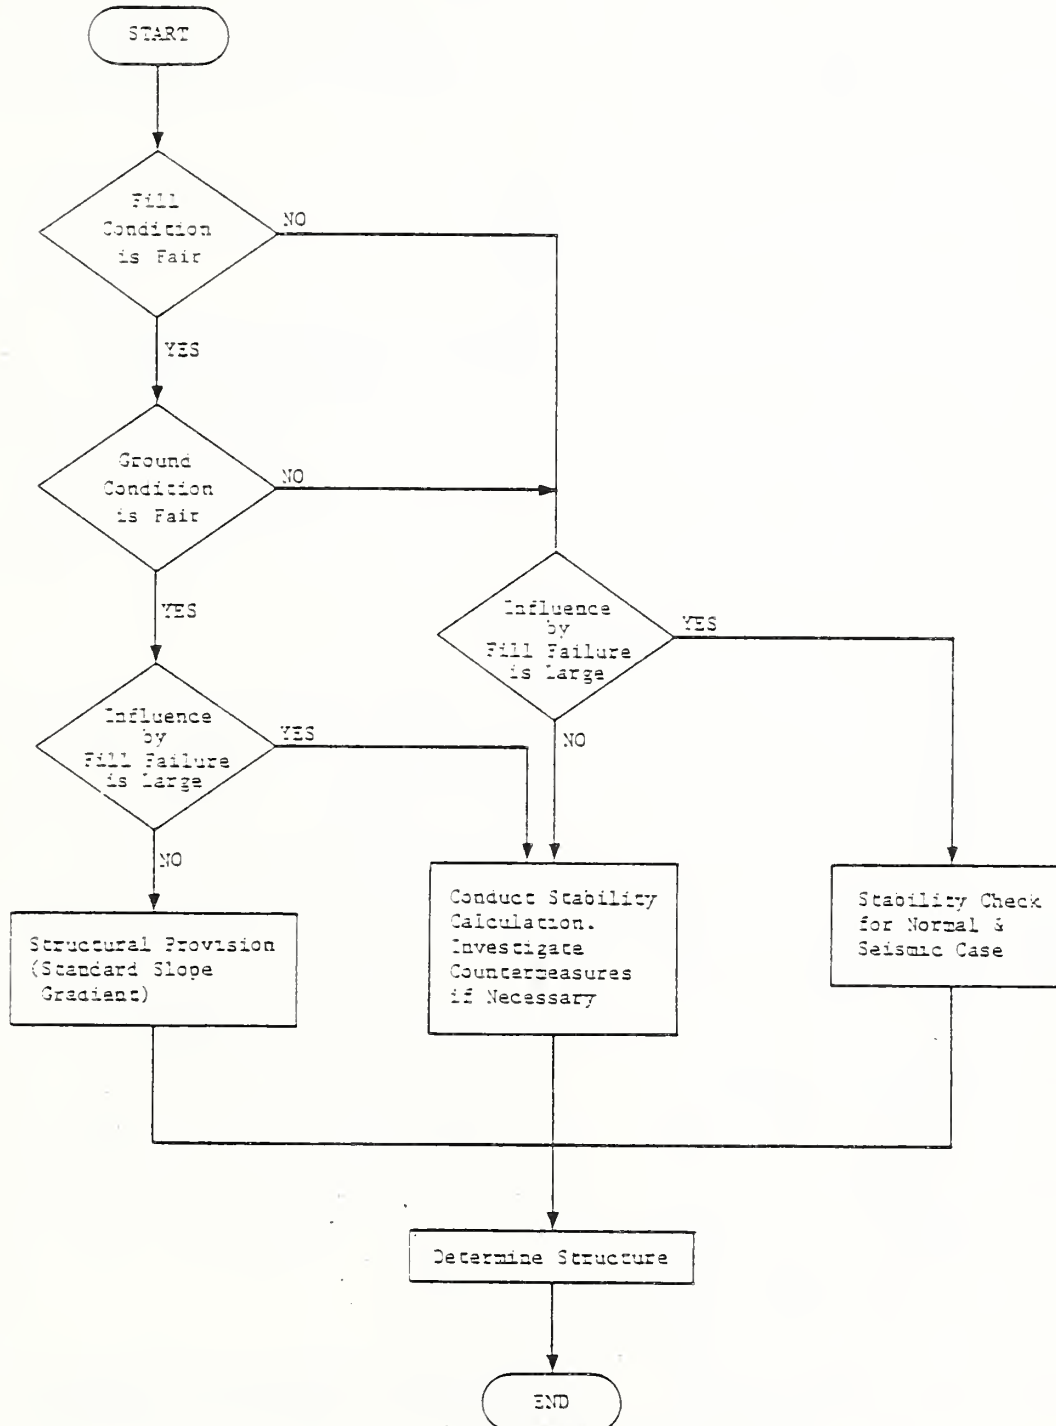 START
Fill
Condition
is Fair
NO
YES
Ground
Condition
is Fair
NO
YES
Influence
by
Fill Failure
is Large
YES
NO
Influence
by
Fill Failure
is Large
YES
NO
Structural Provision
(Standard Slope
Gradient)
Conduct Stability
Calculation.
Investigate
Countermeasures
if Necessary
Stability Check
for Normal &
Seismic Case
Determine Structure
END